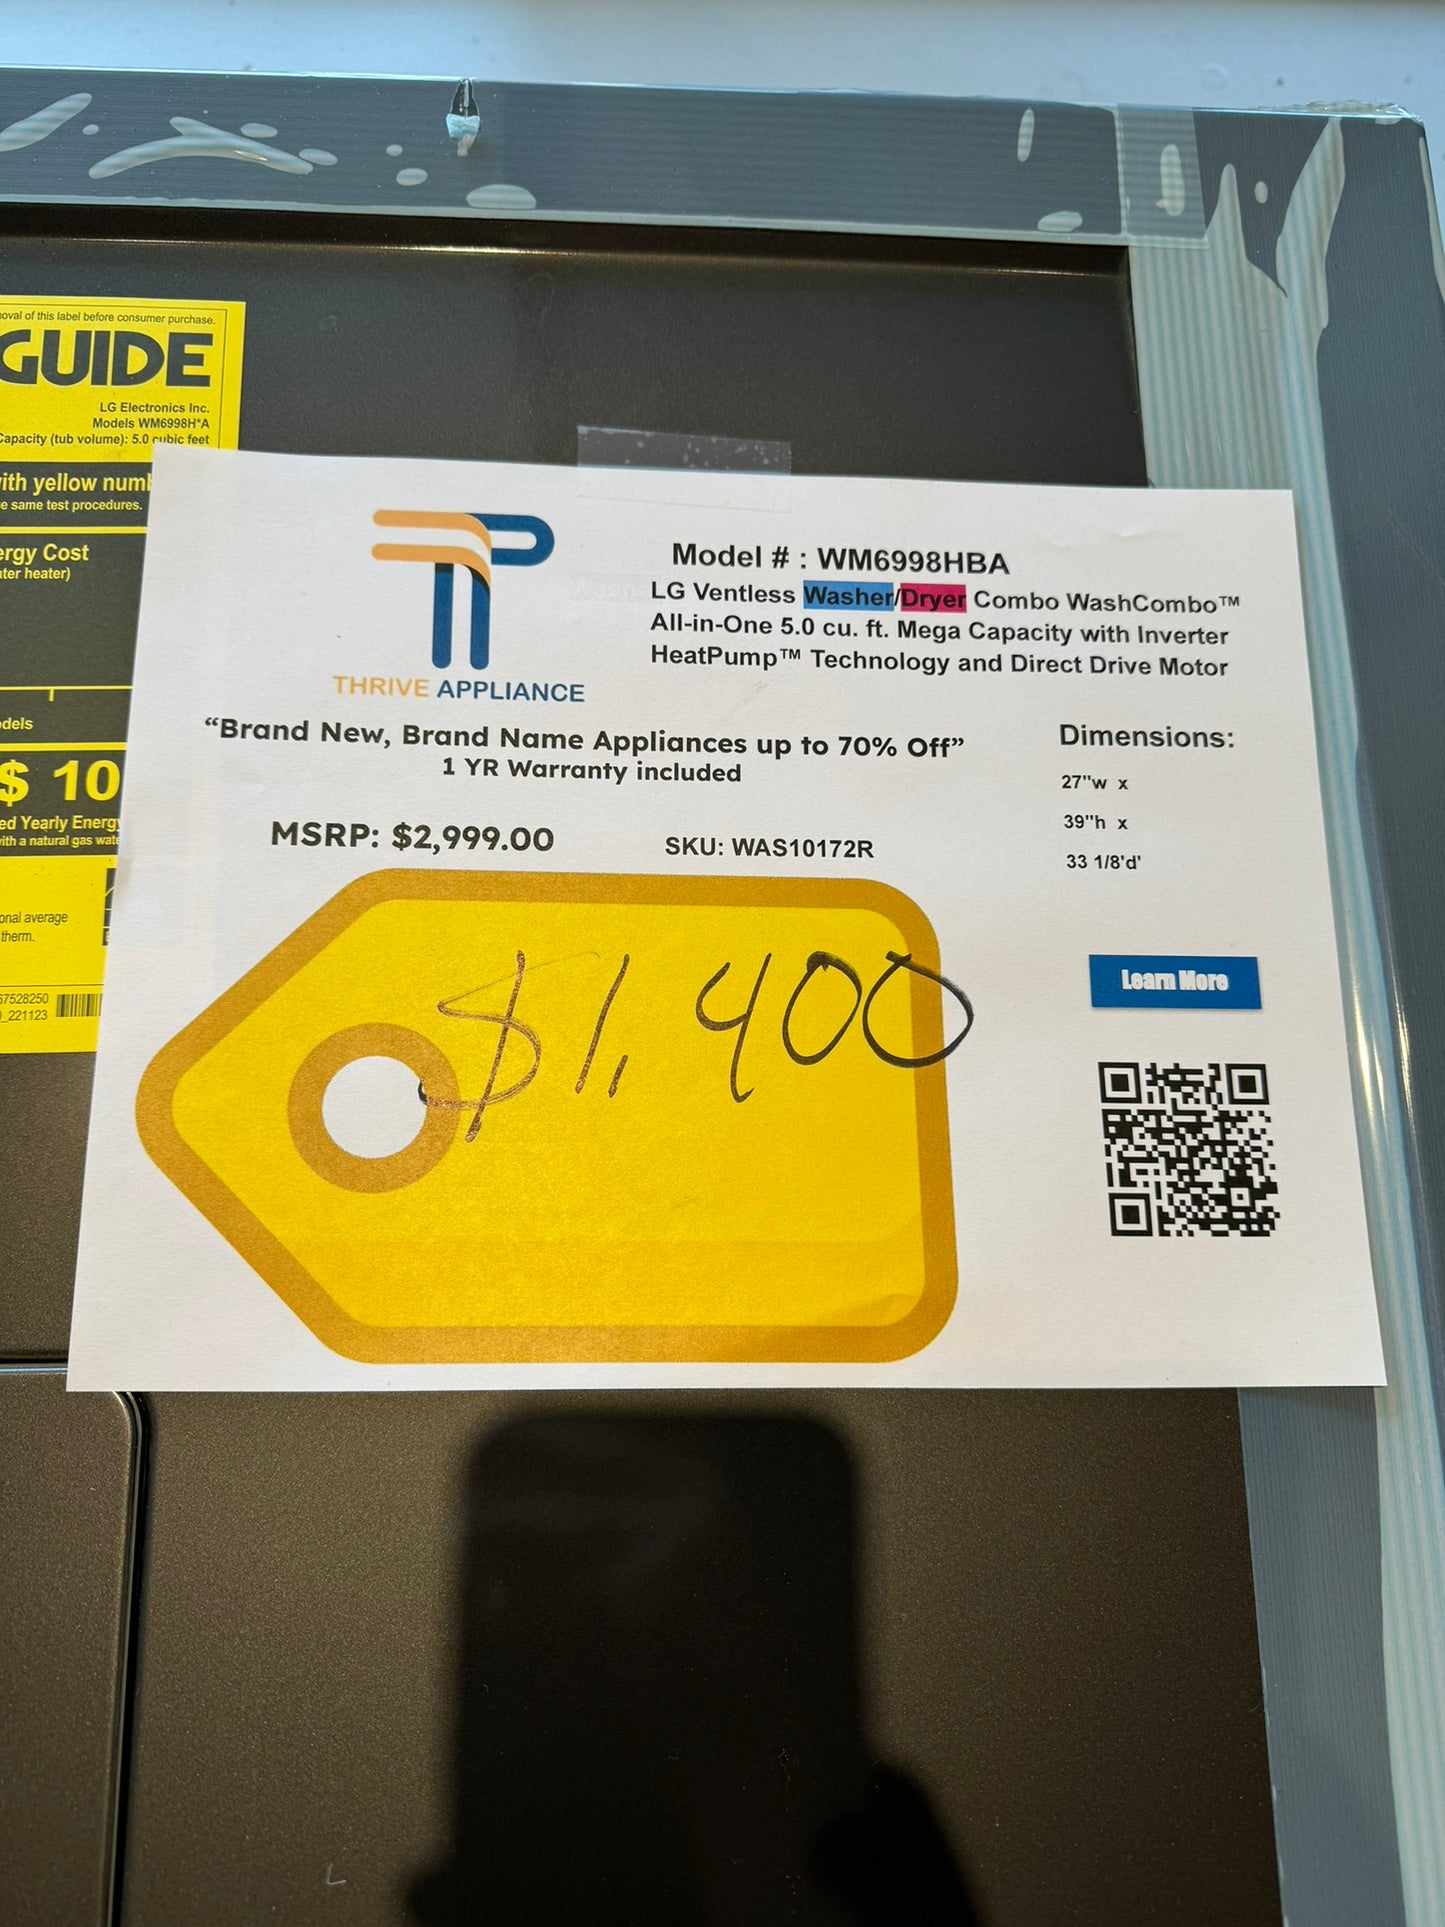 oval of this label before consumer purchase.
GUIDE
LG Electronics Inc.
Models WM6998H*A
Capacity (tub volume): 5.0 cubic feet
ith yellow numb
e same test procedures.
ergy Cost
ter heater)
odels
$ 10
ed Yearly Energy
with a natural gas wate
onal average
therm.
67528250
_221123
THRIVE APPLIANCE
Model # : WM6998HBA
LG Ventless Washer/Dryer Combo WashCombo™
All-in-One 5.0 cu. ft. Mega Capacity with Inverter
HeatPump™ Technology and Direct Drive Motor
“Brand New, Brand Name Appliances up to 70% Off”
1 YR Warranty included
MSRP: $2,999.00
SKU: WAS10172R
Dimensions:
27"w x
39"h x
33 1/8'd'
$1,400
Learn More